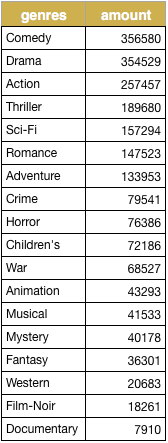 genres amount
Comedy 356580
Drama 354529
Action 257457
Thriller 189680
Sci-Fi 157294
Romance 147523
Adventure 133953
Crime 79541
Horror 76386
Children's 72186
War 68527
Animation 43293
Musical 41533
Mystery 40178
Fantasy 36301
Western 20683
Film-Noir 18261
Documentary 7910